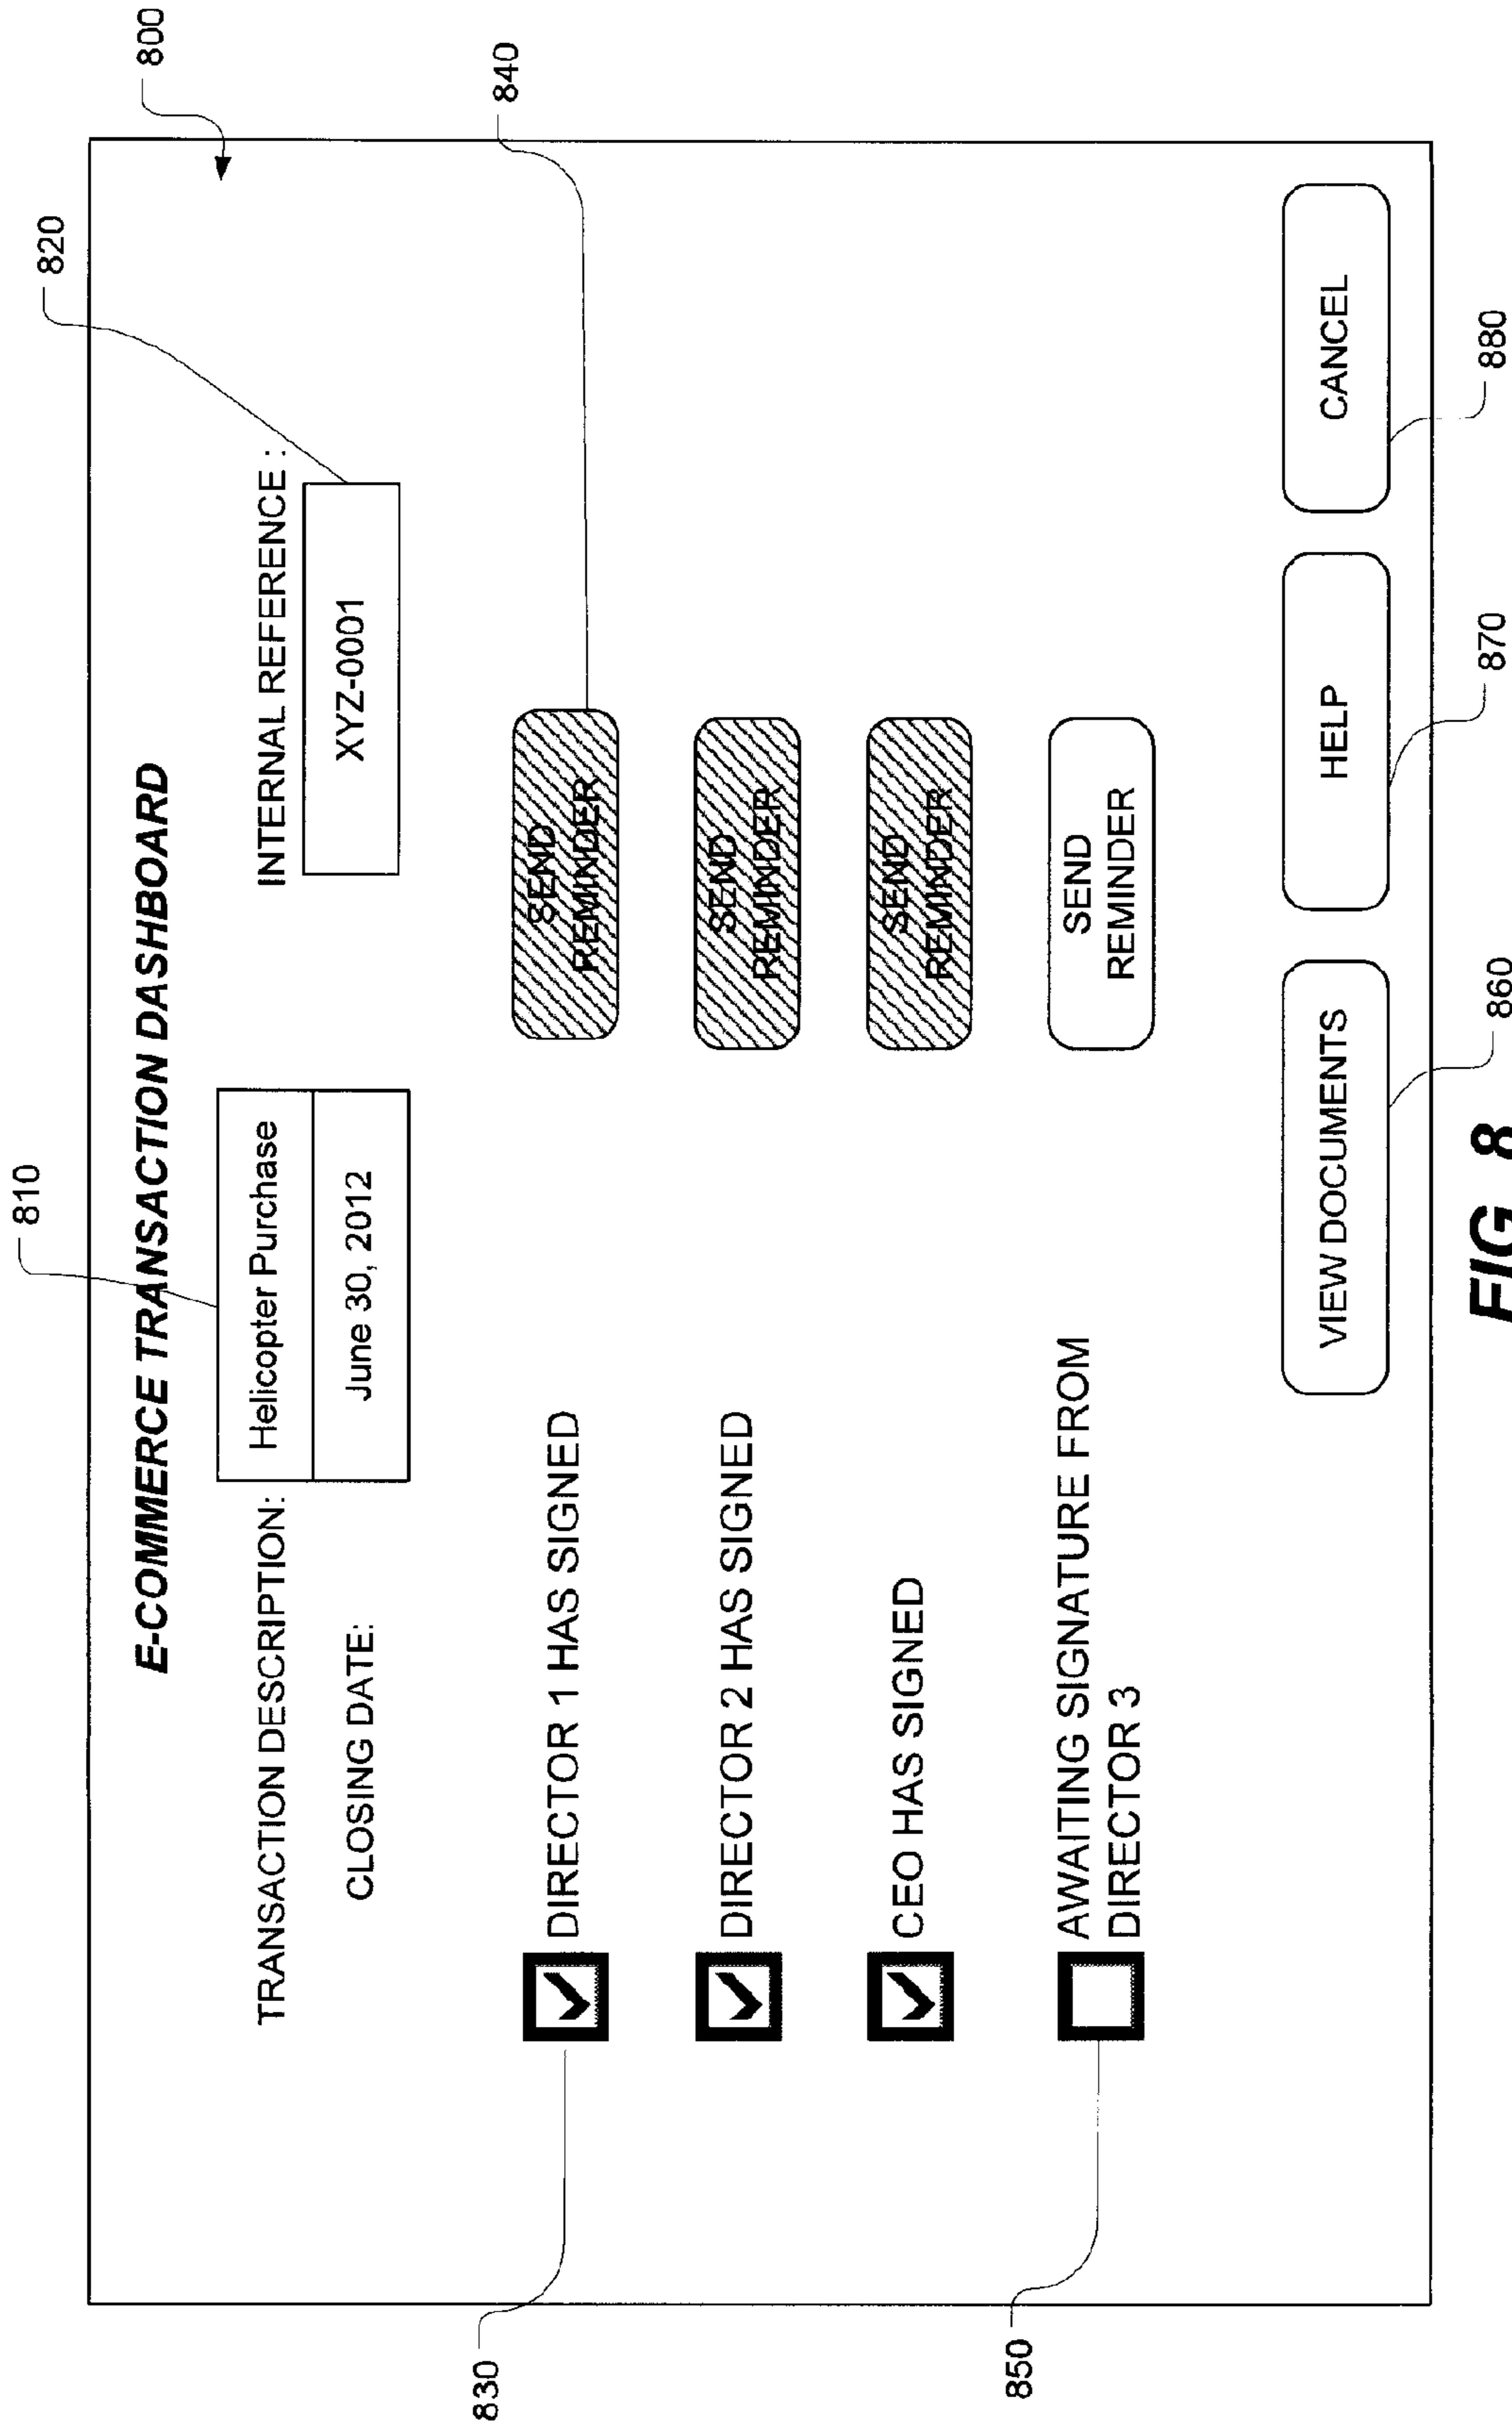 800
820
810
E-COMMERCE TRANSACTION DASHBOARD
TRANSACTION DESCRIPTION:
Helicopter Purchase
INTERNAL REFERENCE :
CLOSING DATE:
June 30, 2012
XYZ-0001
840
830
DIRECTOR 1 HAS SIGNED
SEND
REMINDER
DIRECTOR 2 HAS SIGNED
SEND
REMINDER
CEO HAS SIGNED
SEND
REMINDER
850
AWAITING SIGNATURE FROM
DIRECTOR 3
SEND
REMINDER
VIEW DOCUMENTS
HELP
CANCEL
860
870
880
FIG 8